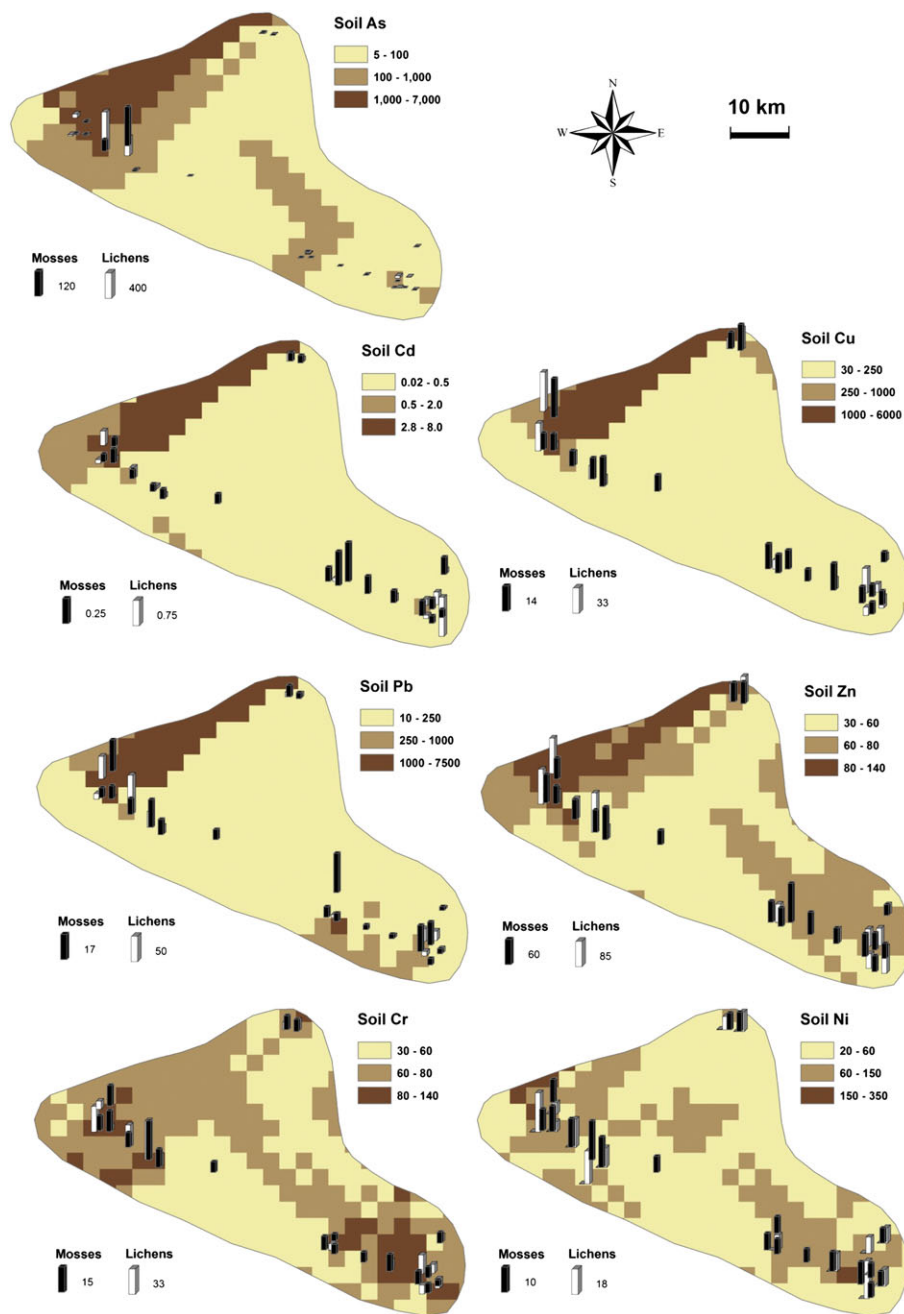 Soil As
5 - 100
100 - 1,000
1,000 - 7,000
N
W E
S
10 km
Mosses Lichens
120 400
Soil Cd
0.02 - 0.5
0.5 - 2.0
2.8 - 8.0
Mosses Lichens
0.25 0.75
Soil Cu
30 - 250
250 - 1000
1000 - 6000
Mosses Lichens
14 33
Soil Pb
10 - 250
250 - 1000
1000 - 7500
Mosses Lichens
17 50
Soil Zn
30 - 60
60 - 80
80 - 140
Mosses Lichens
60 85
Soil Cr
30 - 60
60 - 80
80 - 140
Mosses Lichens
15 33
Soil Ni
20 - 60
60 - 150
150 - 350
Mosses Lichens
10 18